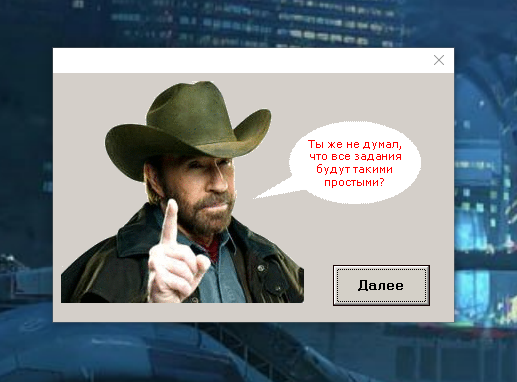 Ты же не думал,
что все задания
будут такими
простыми?
Далее